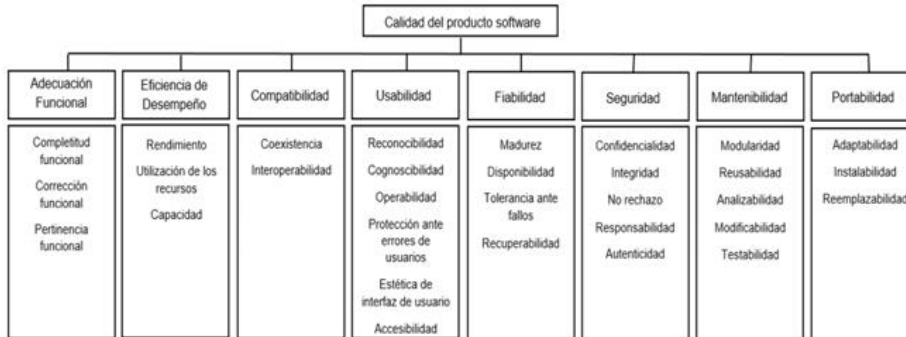 Calidad del producto software
Adecuación
Funcional
Completitud
funcional
Corrección
funcional
Pertinencia
funcional
Eficiencia de
Desempeño
Rendimiento
Utilización de los
recursos
Capacidad
Compatibilidad
Coexistencia
Interoperabilidad
Usabilidad
Reconocibilidad
Cognoscibilidad
Operabilidad
Protección ante
errores de
usuarios
Estética de
interfaz de usuario
Accesibilidad
Fiabilidad
Madurez
Disponibilidad
Tolerancia ante
fallos
Recuperabilidad
Seguridad
Confidencialidad
Integridad
No rechazo
Responsabilidad
Autenticidad
Mantenibilidad
Modularidad
Reusabilidad
Analizabilidad
Modificabilidad
Testabilidad
Portabilidad
Adaptabilidad
Instalabilidad
Reemplazabilidad